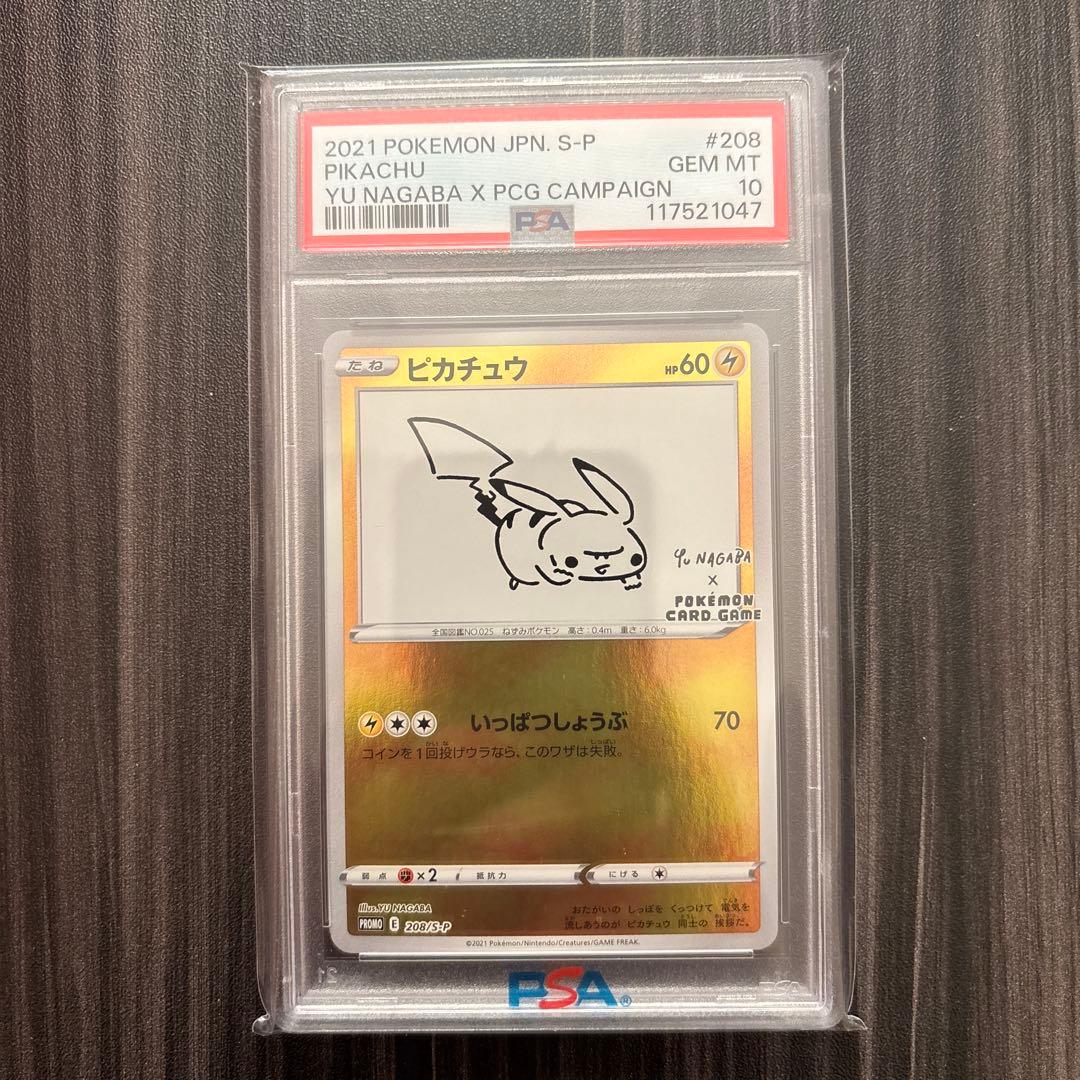 2021 POKEMON JPN. S-P #208
PIKACHU GEM MT
YU NAGABA X PCG CAMPAIGN 10
117521047
PSA
たね ピカチュウ HP60
YU NAGABA
×
POKÉMON
CARD GAME
全国図鑑NO.025 ねずみポケモン 高さ:0.4m 重さ:6.0kg
いっぱつしょうぶ 70
コインを1回投げウラなら、このワザは失敗。
弱点 ×2 抵抗力 にげる
Illus.YU NAGABA
おたがいの しっぽを くっつけて 電気を
流しあうのが ピカチュウ 同士の 挨拶だ。
PROMO E 208/S-P
©2021 Pokémon/Nintendo/Creatures/GAME FREAK.
PSA®